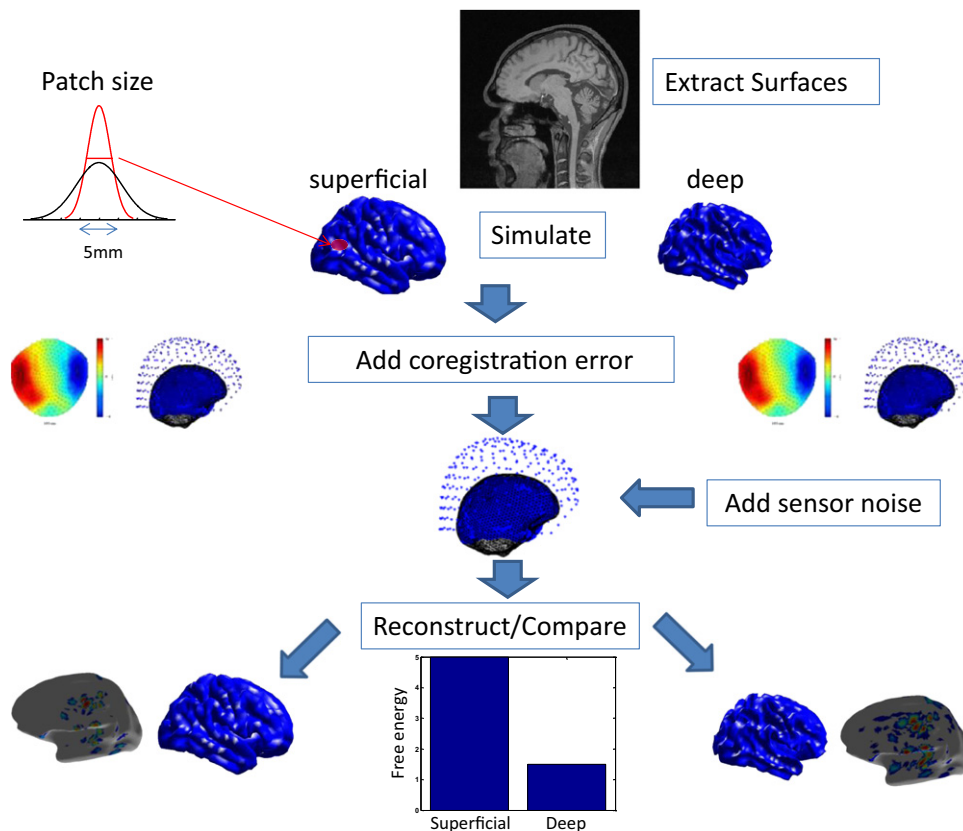 Patch size
Extract Surfaces
superficial
deep
Simulate
5mm
Add coregistration error
Add sensor noise
Reconstruct/Compare
Free energy
5
4
3
2
1
0
Superficial
Deep